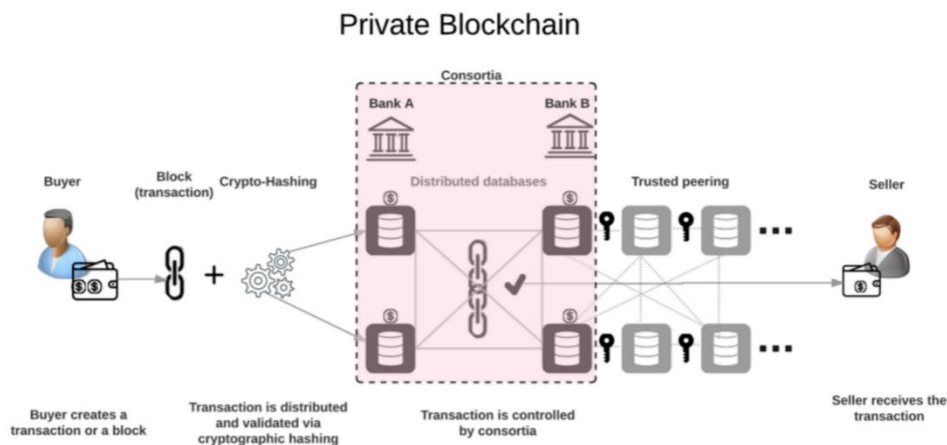 Private Blockchain
Consortia
Bank A
Bank B
Buyer
Block
(transaction)
Crypto-Hashing
Distributed databases
Trusted peering
Seller
Buyer creates a
transaction or a block
Transaction is distributed
and validated via
cryptographic hashing
Transaction is controlled
by consortia
Seller receives the
transaction